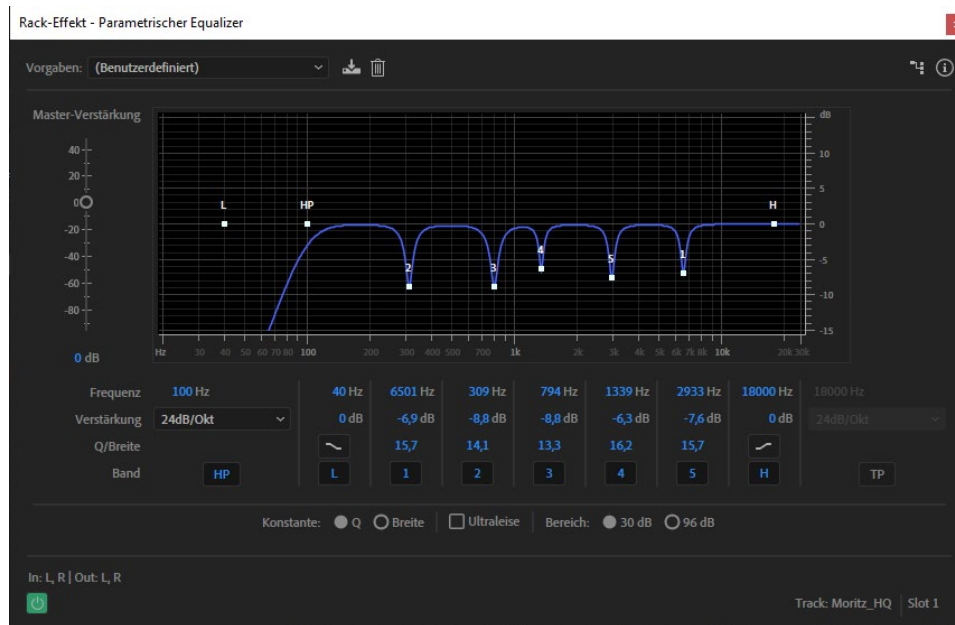 Rack-Effekt - Parametrischer Equalizer
Vorgaben: (Benutzerdefiniert)
Master-Verstärkung
40
20
0
-20
-40
-60
-80
0 dB
L HP H
2 3 4 5 1
dB
10
5
0
-5
-10
-15
Hz 30 40 50 60 70 80 100 200 300 400 500 700 1k 2k 3k 4k 5k 6k 7k 8k 10k 20k 30k
Frequenz 100 Hz 40 Hz 6501 Hz 309 Hz 794 Hz 1339 Hz 2933 Hz 18000 Hz 18000 Hz
Verstärkung 24dB/Okt 0 dB -6,9 dB -8,8 dB -8,8 dB -6,3 dB -7,6 dB 0 dB 24dB/Okt
Q/Breite 15,7 14,1 13,3 16,2 15,7
Band HP L 1 2 3 4 5 H TP
Konstante: Q Breite Ultraleise Bereich: 30 dB 96 dB
In: L, R | Out: L, R
Track: Moritz_HQ Slot 1